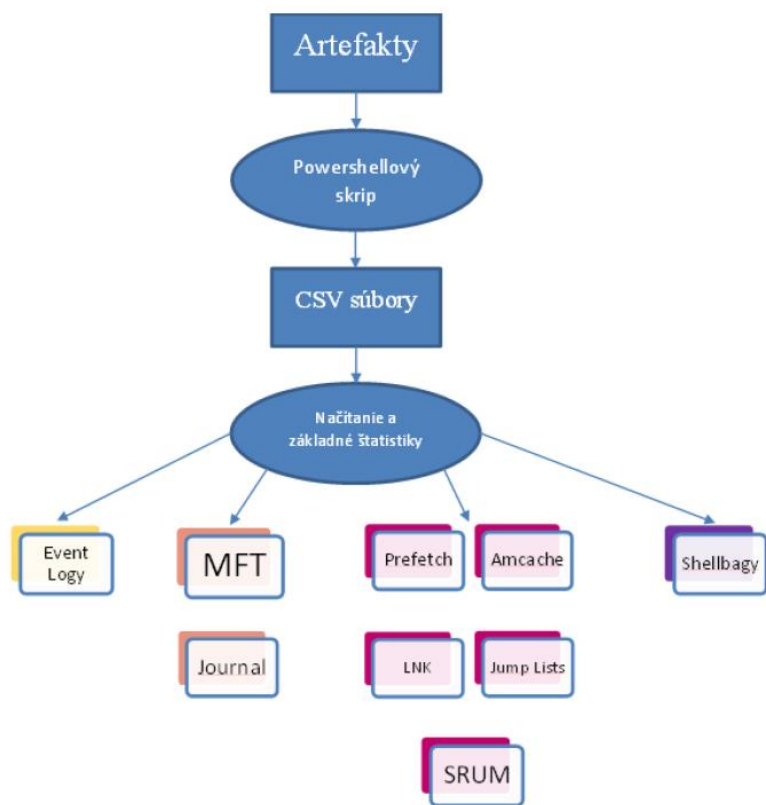 Artefakty
Powershellový
skrip
CSV súbory
Načítanie a
základné štatistiky
Event
Logy
MFT
Prefetch
Amcache
Shellbagy
Journal
LNK
Jump Lists
SRUM